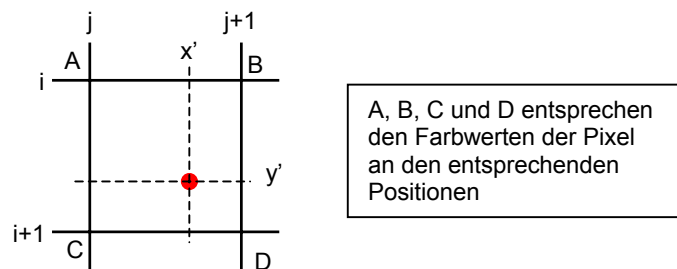 j j+1
A x’ B
i
y’
i+1
C D
A, B, C und D entsprechen
den Farbwerten der Pixel
an den entsprechenden
Positionen